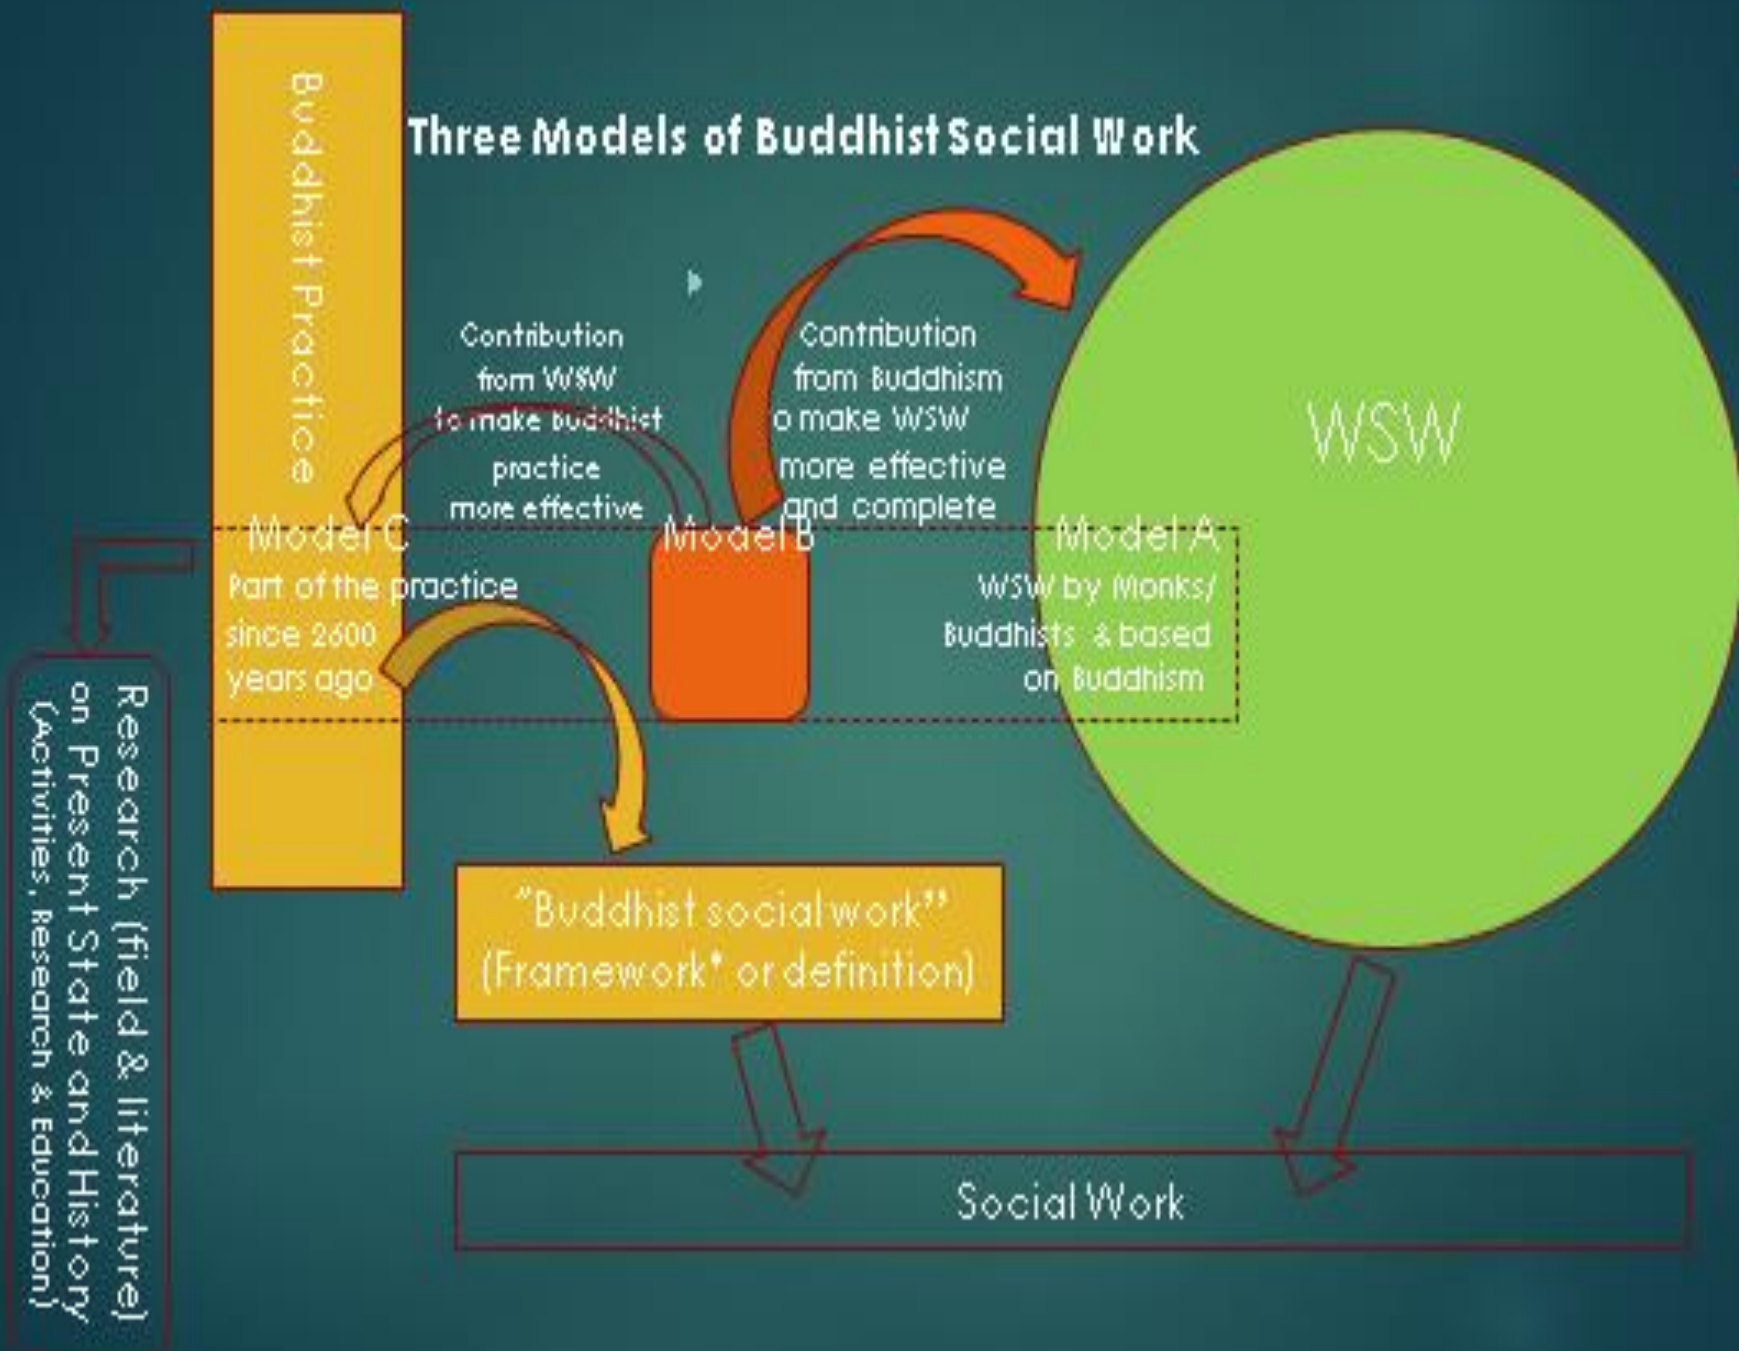 Three Models of Buddhist Social Work
Buddhist Practice
Contribution
from WSW
to make Buddhist
practice
more effective
Contribution
from Buddhism
o make WSW
more effective
and complete
WSW
Model C
Part of the practice
since 2600
years ago
Model B
Model A
WSW by Monks/
Buddhists & based
on Buddhism
Research (field & literature)
on Present State and History
(Activities, Research & Education)
"Buddhist social work"
(Framework* or definition)
Social Work